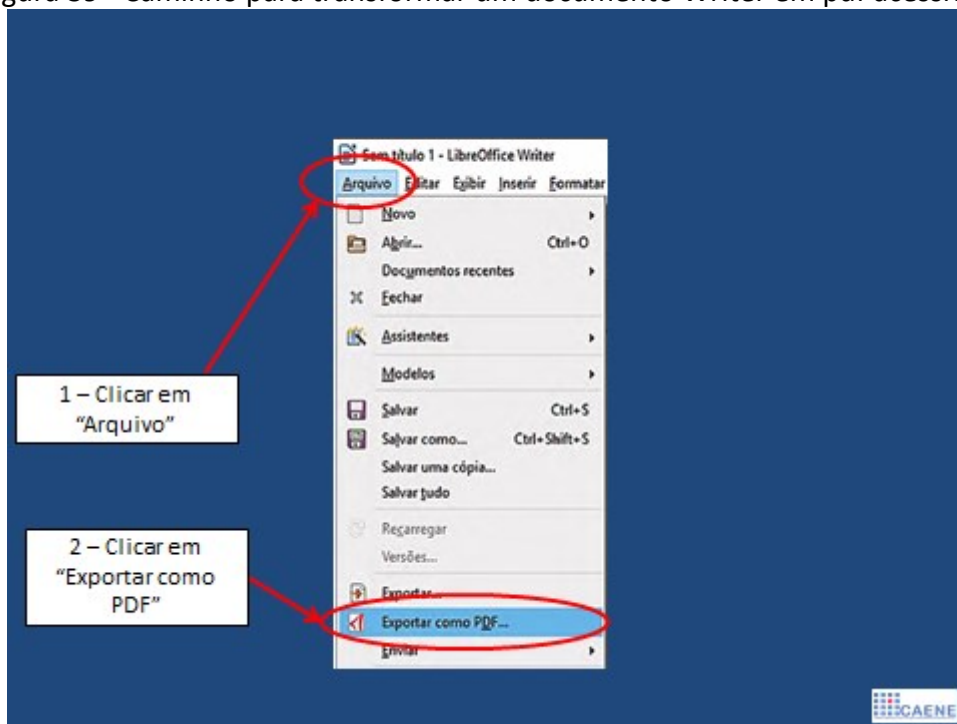 Sem título 1 - LibreOffice Writer
Arquivo Editar Exibir Inserir Formatar
Novo
Abrir... Ctrl+O
Documentos recentes
Fechar
Assistentes
Modelos
1 – Clicar em
“Arquivo”
Salvar Ctrl+S
Salvar como... Ctrl+Shift+S
Salvar uma cópia...
Salvar tudo
Recarregar
Versões...
2 – Clicar em
“Exportar como
PDF”
Exportar...
Exportar como PDF...
Enviar
CAENE